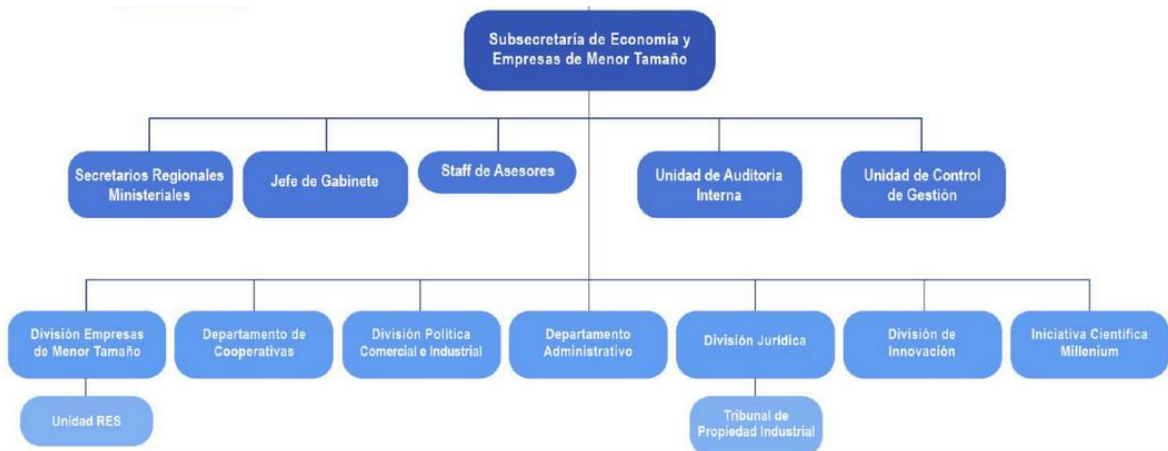 Subsecretaría de Economía y
Empresas de Menor Tamaño
Secretarios Regionales
Ministeriales
Jefe de Gabinete
Staff de Asesores
Unidad de Auditoria
Interna
Unidad de Control
de Gestión
División Empresas
de Menor Tamaño
Departamento de
Cooperativas
División Política
Comercial e Industrial
Departamento
Administrativo
División Jurídica
División de
Innovación
Iniciativa Científica
Millenium
Unidad RES
Tribunal de
Propiedad Industrial